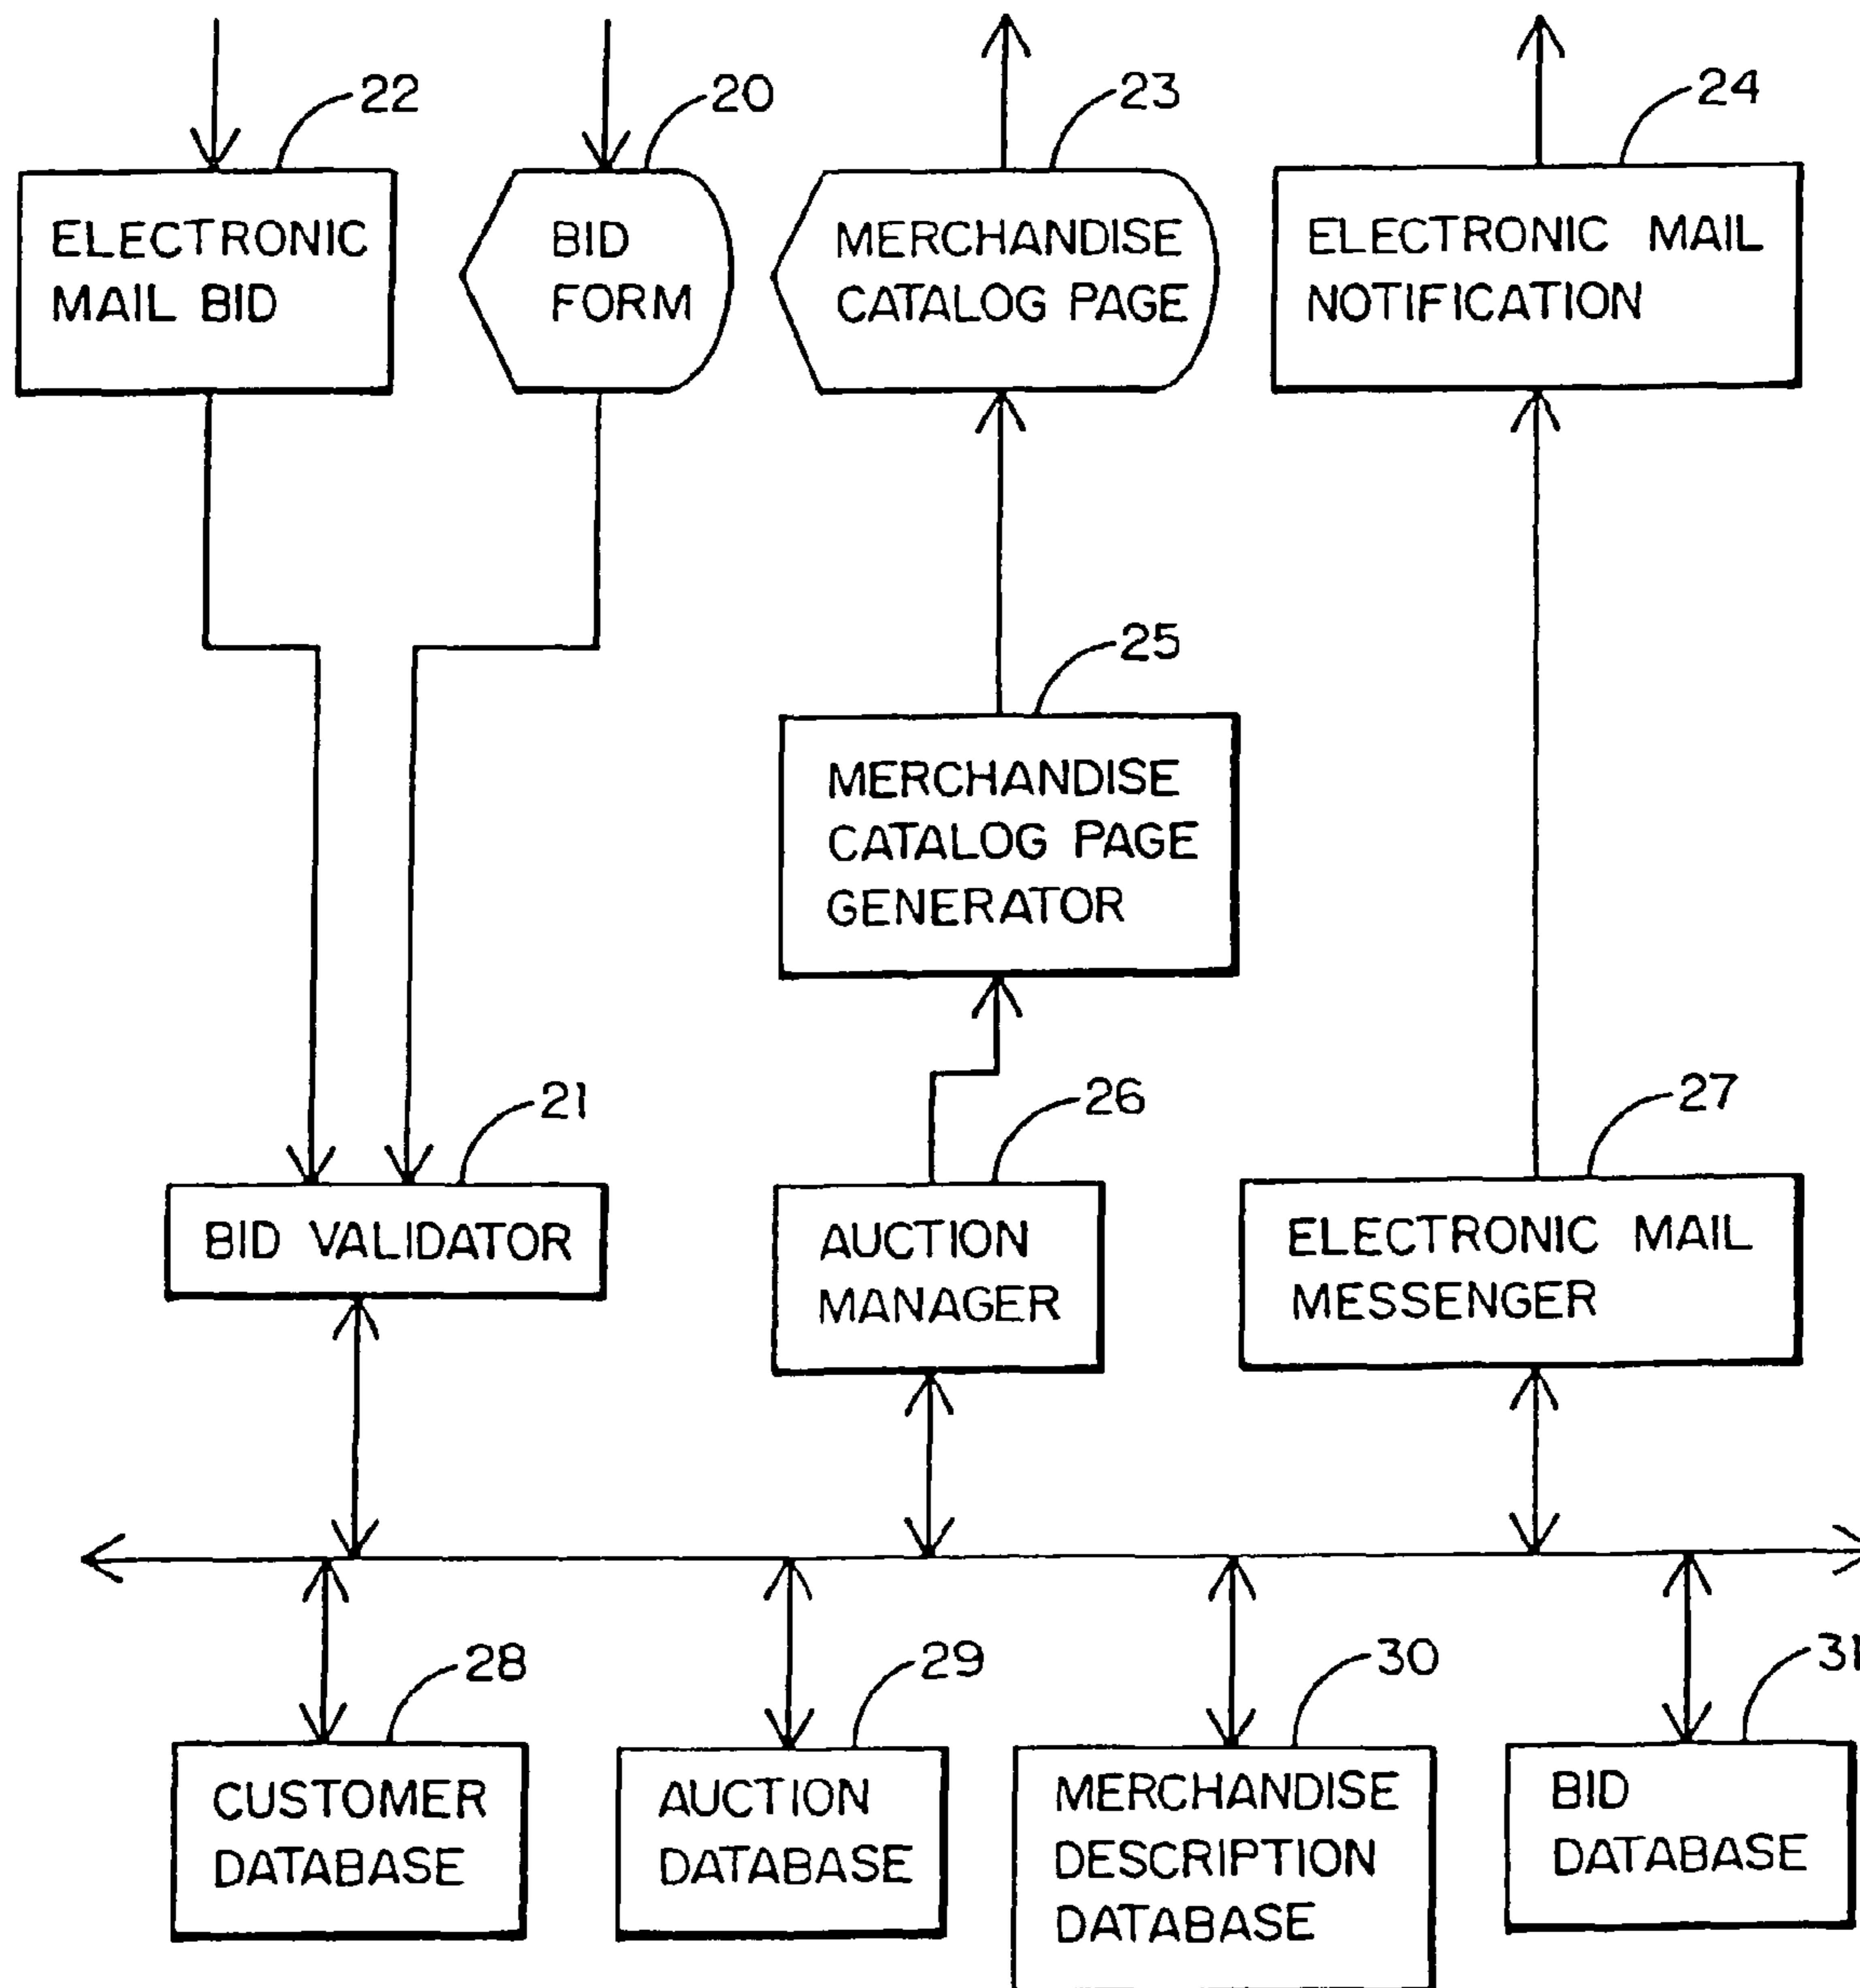 22
20
23
24
ELECTRONIC
MAIL BID
BID
FORM
MERCHANDISE
CATALOG PAGE
ELECTRONIC MAIL
NOTIFICATION
25
MERCHANDISE
CATALOG PAGE
GENERATOR
21
26
27
BID VALIDATOR
AUCTION
MANAGER
ELECTRONIC MAIL
MESSENGER
28
29
30
31
CUSTOMER
DATABASE
AUCTION
DATABASE
MERCHANDISE
DESCRIPTION
DATABASE
BID
DATABASE